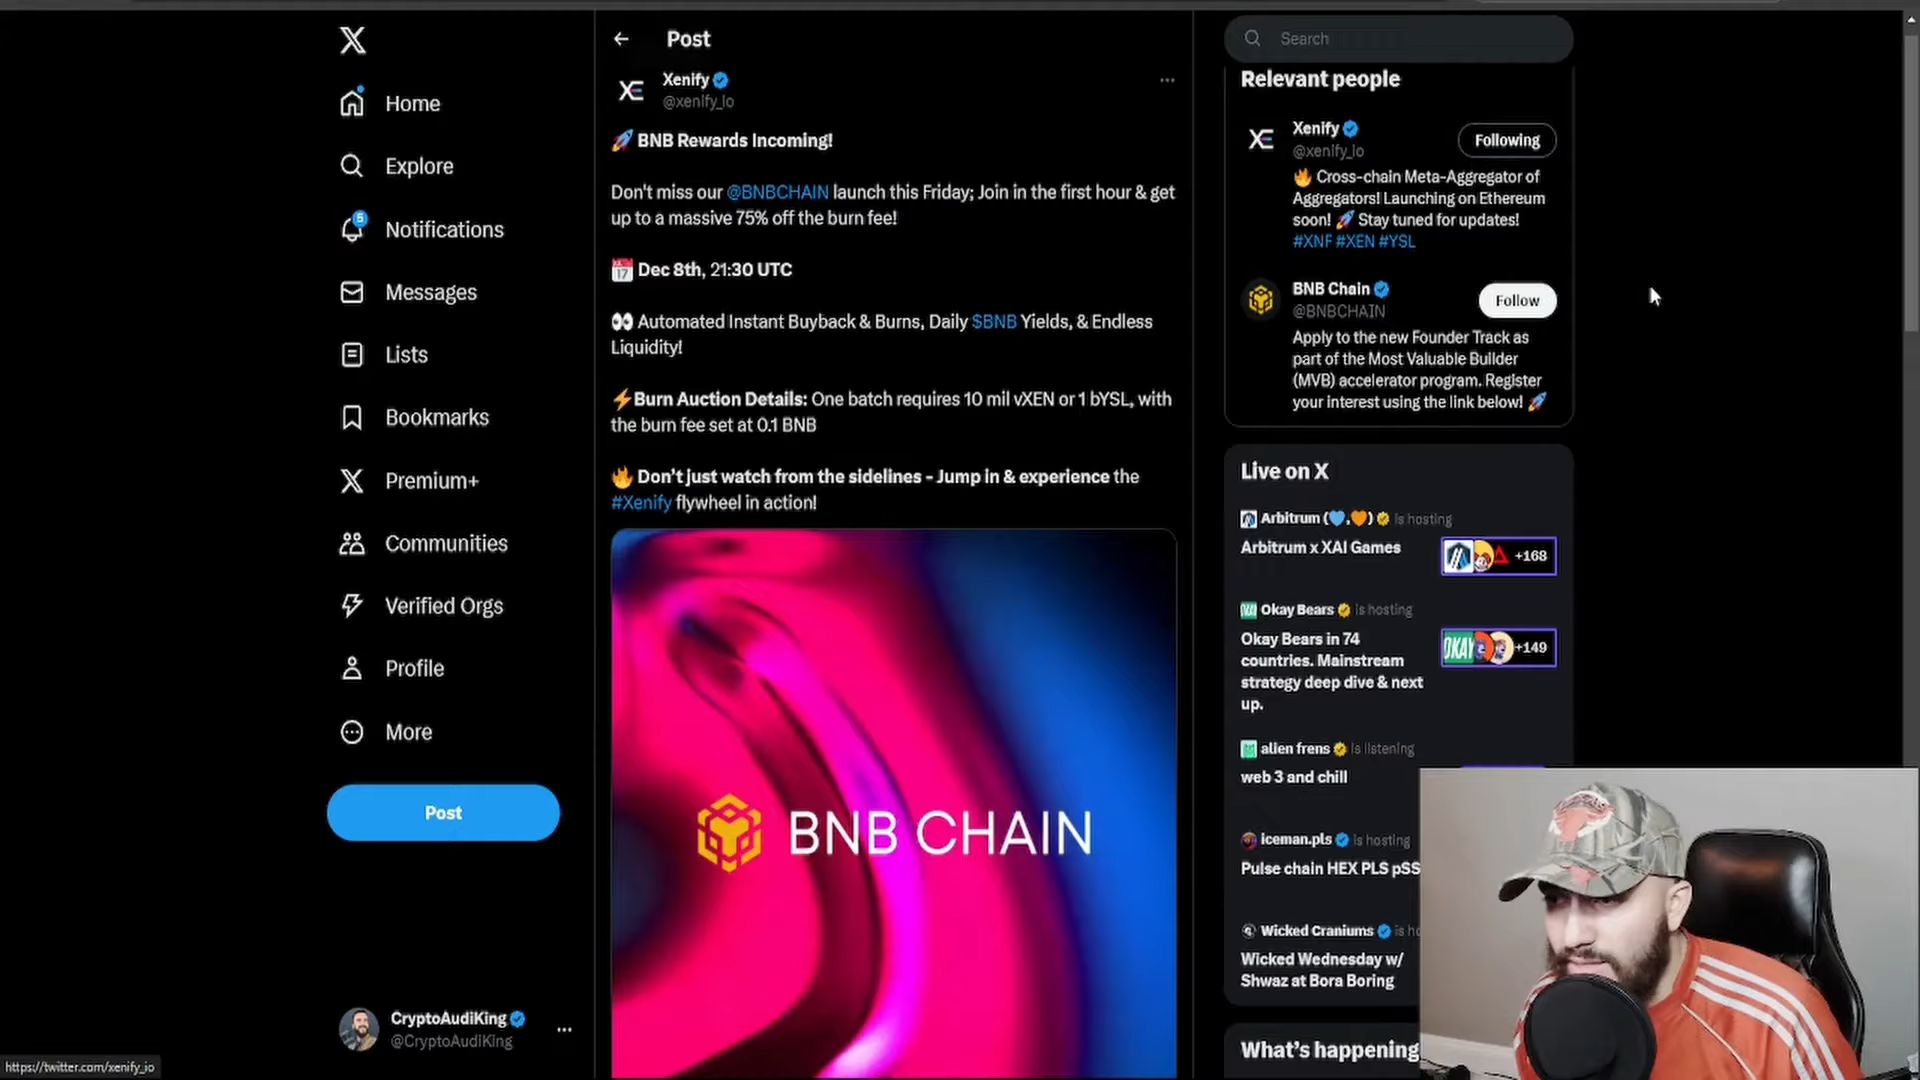 Home
Explore
5
Notifications
Messages
Lists
Bookmarks
Premium+
Communities
Verified Orgs
Profile
More
Post
CryptoAudiKing
@CryptoAudiKing
https://twitter.com/xenify_io
Post
Xenify
@xenify_io
🚀 BNB Rewards Incoming!
Don't miss our @BNBCHAIN launch this Friday; Join in the first hour & get
up to a massive 75% off the burn fee!
📅 Dec 8th, 21:30 UTC
👀 Automated Instant Buyback & Burns, Daily $BNB Yields, & Endless
Liquidity!
⚡Burn Auction Details: One batch requires 10 mil vXEN or 1 bYSL, with
the burn fee set at 0.1 BNB
🔥 Don't just watch from the sidelines - Jump in & experience the
#Xenify flywheel in action!
BNB CHAIN
Search
Relevant people
Xenify
@xenify_io
Following
🔥 Cross-chain Meta-Aggregator of
Aggregators! Launching on Ethereum
soon! 🚀 Stay tuned for updates!
#XNF #XEN #YSL
BNB Chain
@BNBCHAIN
Follow
Apply to the new Founder Track as
part of the Most Valuable Builder
(MVB) accelerator program. Register
your interest using the link below! 🚀
Live on X
Arbitrum (💙,🧡) is hosting
Arbitrum x XAI Games
+168
Okay Bears is hosting
Okay Bears in 74
countries. Mainstream
strategy deep dive & next
up.
OKAY
+149
alien frens is listening
web 3 and chill
iceman.pls is hosting
Pulse chain HEX PLS pSS
Wicked Craniums is ho
Wicked Wednesday w/
Shwaz at Bora Boring
What's happening